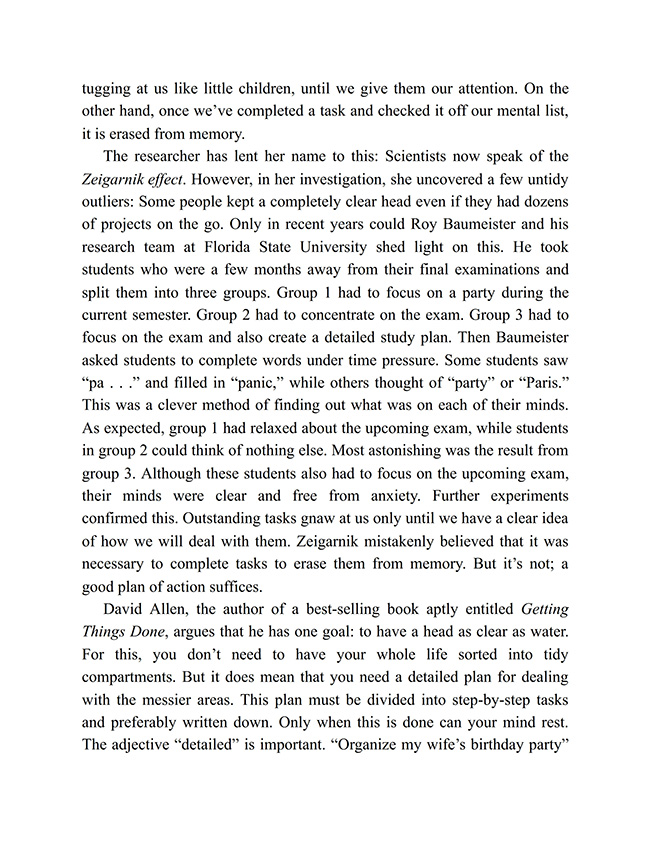 tugging at us like little children, until we give them our attention. On the
other hand, once we’ve completed a task and checked it off our mental list,
it is erased from memory.
The researcher has lent her name to this: Scientists now speak of the
Zeigarnik effect. However, in her investigation, she uncovered a few untidy
outliers: Some people kept a completely clear head even if they had dozens
of projects on the go. Only in recent years could Roy Baumeister and his
research team at Florida State University shed light on this. He took
students who were a few months away from their final examinations and
split them into three groups. Group 1 had to focus on a party during the
current semester. Group 2 had to concentrate on the exam. Group 3 had to
focus on the exam and also create a detailed study plan. Then Baumeister
asked students to complete words under time pressure. Some students saw
“pa . . .” and filled in “panic,” while others thought of “party” or “Paris.”
This was a clever method of finding out what was on each of their minds.
As expected, group 1 had relaxed about the upcoming exam, while students
in group 2 could think of nothing else. Most astonishing was the result from
group 3. Although these students also had to focus on the upcoming exam,
their minds were clear and free from anxiety. Further experiments
confirmed this. Outstanding tasks gnaw at us only until we have a clear idea
of how we will deal with them. Zeigarnik mistakenly believed that it was
necessary to complete tasks to erase them from memory. But it’s not; a
good plan of action suffices.
David Allen, the author of a best-selling book aptly entitled Getting
Things Done, argues that he has one goal: to have a head as clear as water.
For this, you don’t need to have your whole life sorted into tidy
compartments. But it does mean that you need a detailed plan for dealing
with the messier areas. This plan must be divided into step-by-step tasks
and preferably written down. Only when this is done can your mind rest.
The adjective “detailed” is important. “Organize my wife’s birthday party”